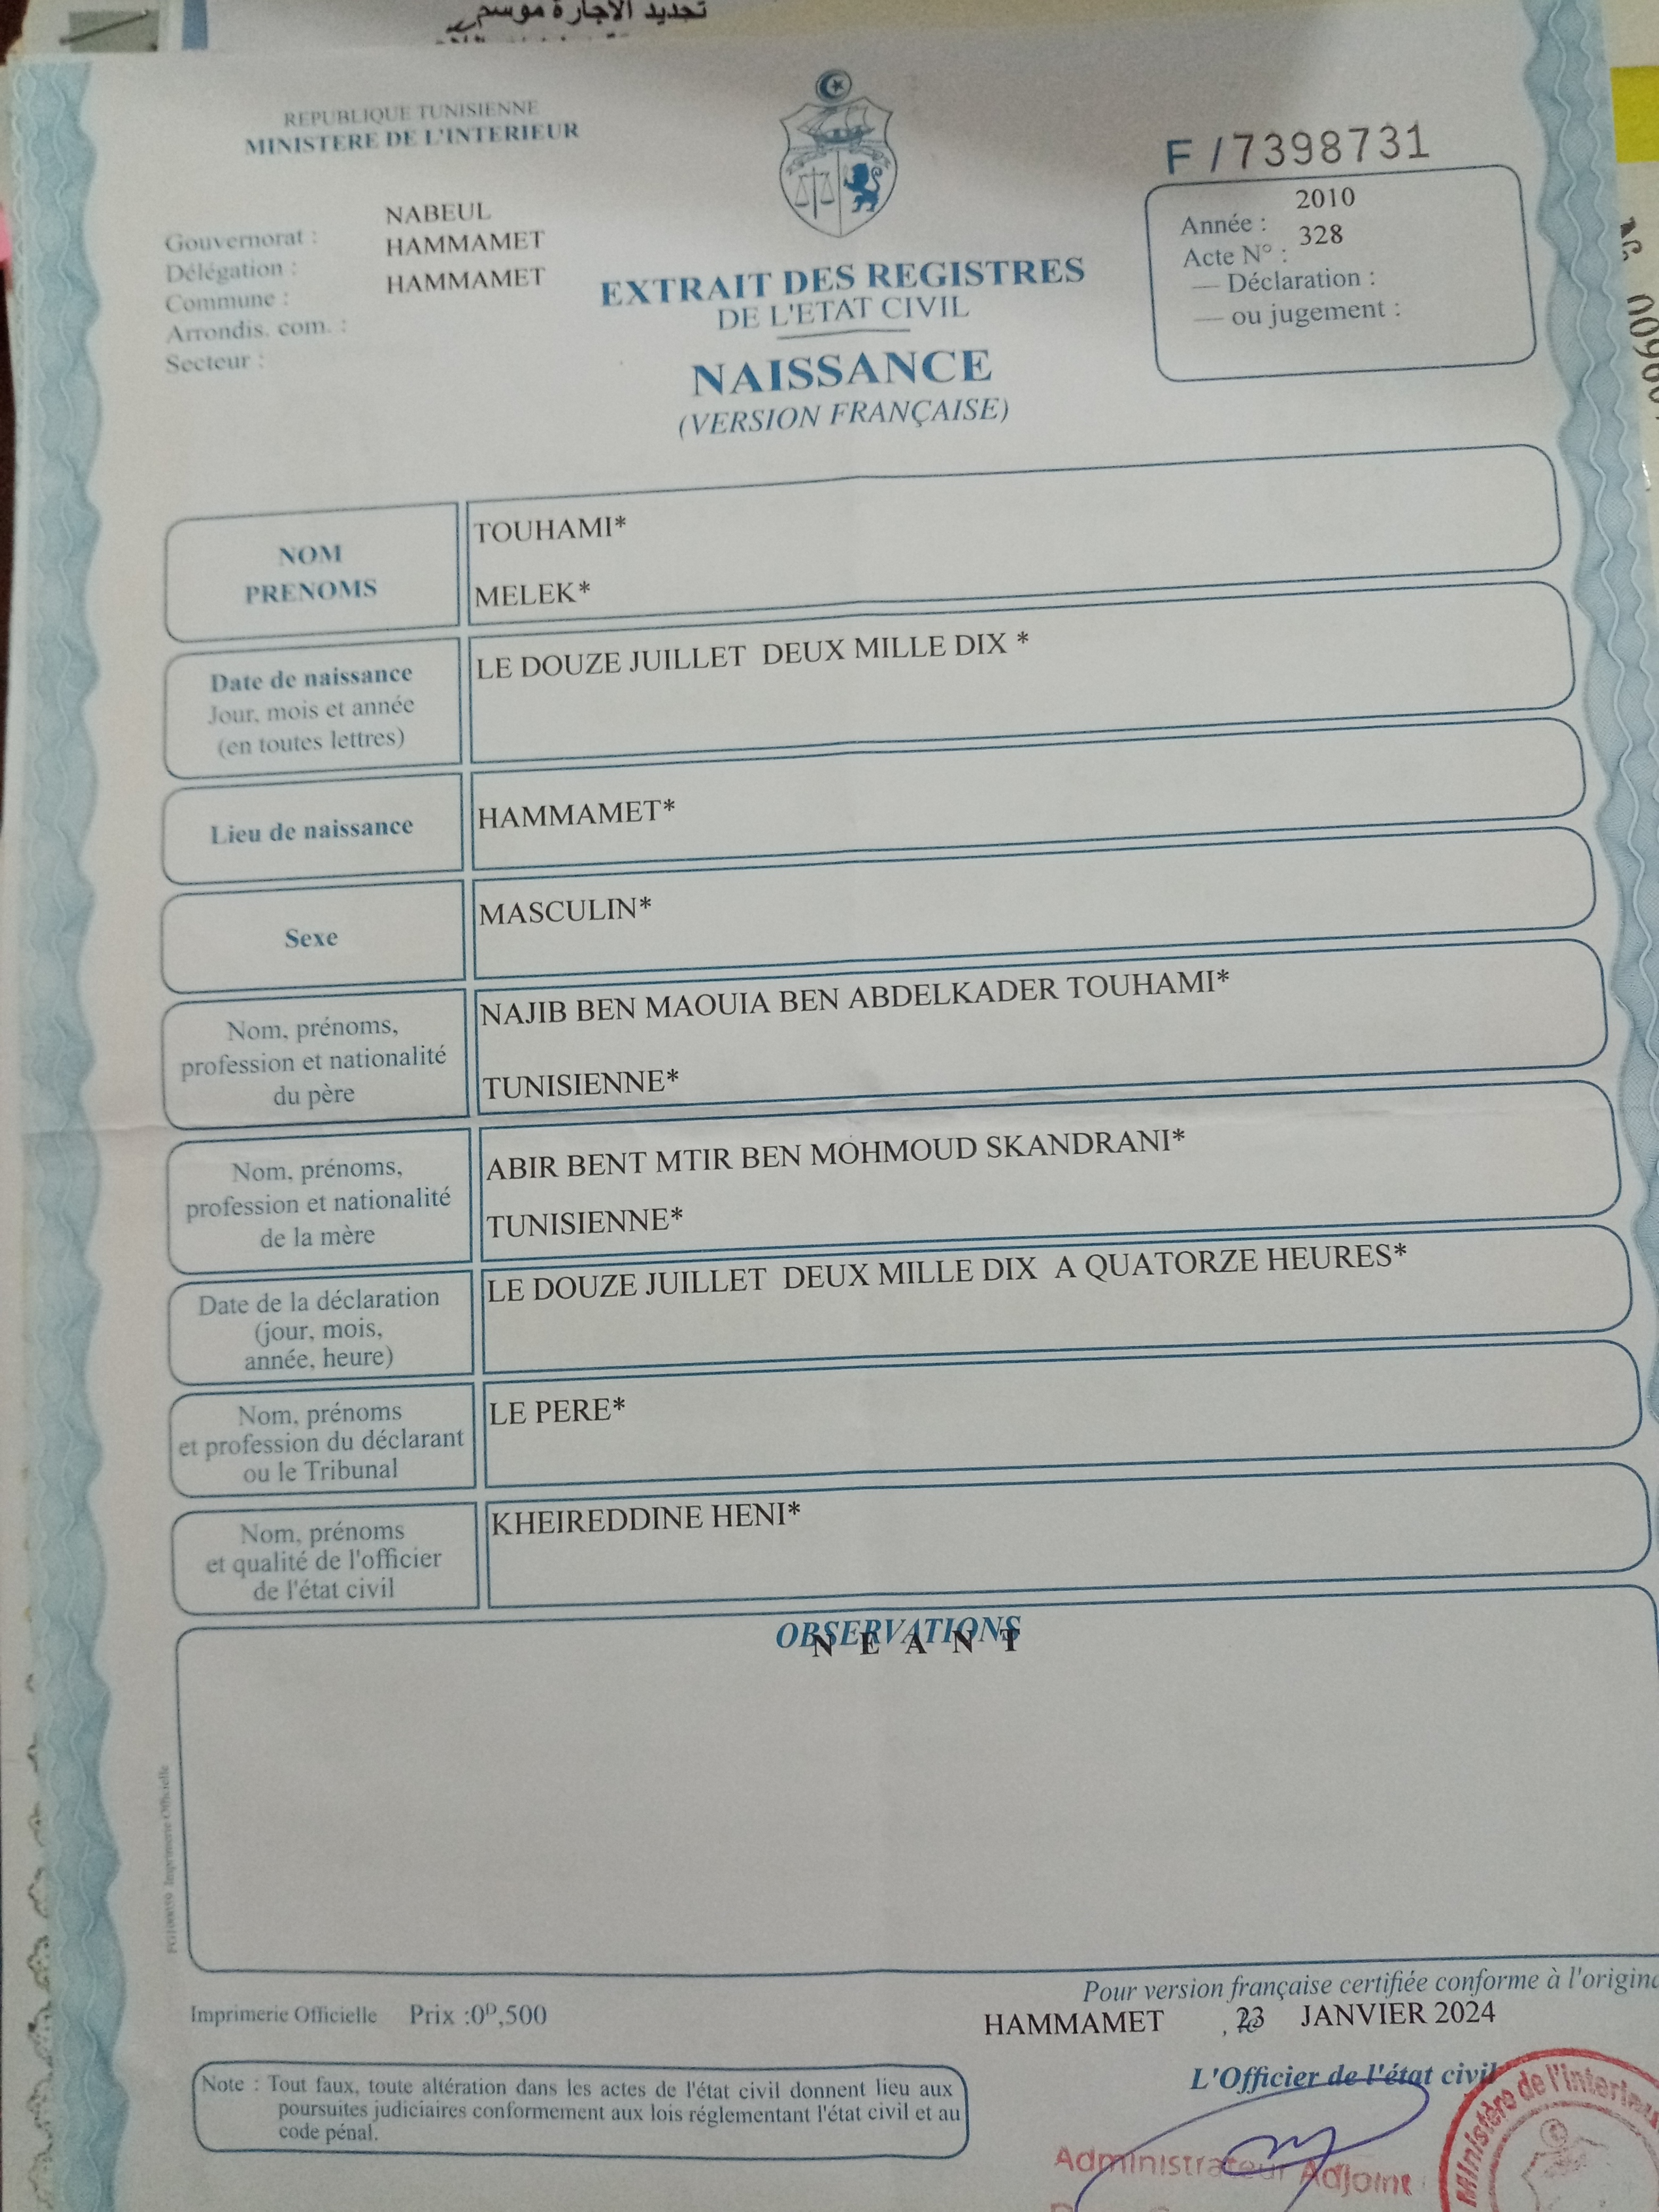 تجديد الاجازة موسم
REPUBLIQUE TUNISIENNE
MINISTERE DE L'INTERIEUR
F / 7398731
Gouvernorat : NABEUL
Délégation : HAMMAMET
Commune : HAMMAMET
Arrondis. com. :
Secteur :
EXTRAIT DES REGISTRES
DE L'ETAT CIVIL
NAISSANCE
(VERSION FRANÇAISE)
Année : 2010
Acte N° : 328
— Déclaration :
— ou jugement :
NOM
PRENOMS
TOUHAMI*
MELEK*
Date de naissance
Jour, mois et année
(en toutes lettres)
LE DOUZE JUILLET DEUX MILLE DIX *
Lieu de naissance
HAMMAMET*
Sexe
MASCULIN*
Nom, prénoms,
profession et nationalité
du père
NAJIB BEN MAOUIA BEN ABDELKADER TOUHAMI*
TUNISIENNE*
Nom, prénoms,
profession et nationalité
de la mère
ABIR BENT MTIR BEN MOHMOUD SKANDRANI*
TUNISIENNE*
Date de la déclaration
(jour, mois,
année, heure)
LE DOUZE JUILLET DEUX MILLE DIX A QUATORZE HEURES*
Nom, prénoms
et profession du déclarant
ou le Tribunal
LE PERE*
Nom, prénoms
et qualité de l'officier
de l'état civil
KHEIREDDINE HENI*
OBSERVATIONS
N E A N T
Imprimerie Officielle Prix :0ᴰ,500
Pour version française certifiée conforme à l'origina
HAMMAMET , le 23 JANVIER 2024
L'Officier de l'état civil
Note : Tout faux, toute altération dans les actes de l'état civil donnent lieu aux
poursuites judiciaires conformement aux lois réglementant l'état civil et au
code pénal.
Administrateur Adjoint
Ministère de l'Interieur